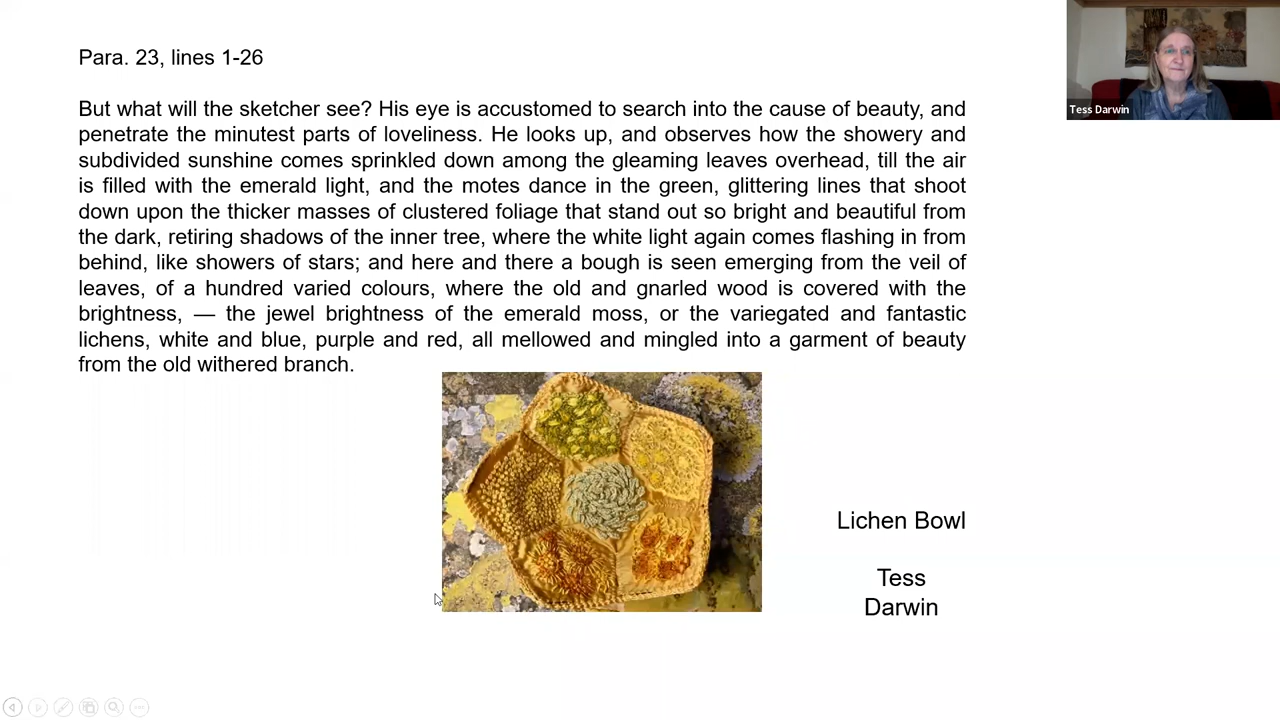 Para. 23, lines 1-26
But what will the sketcher see? His eye is accustomed to search into the cause of beauty, and
penetrate the minutest parts of loveliness. He looks up, and observes how the showery and
subdivided sunshine comes sprinkled down among the gleaming leaves overhead, till the air
is filled with the emerald light, and the motes dance in the green, glittering lines that shoot
down upon the thicker masses of clustered foliage that stand out so bright and beautiful from
the dark, retiring shadows of the inner tree, where the white light again comes flashing in from
behind, like showers of stars; and here and there a bough is seen emerging from the veil of
leaves, of a hundred varied colours, where the old and gnarled wood is covered with the
brightness, — the jewel brightness of the emerald moss, or the variegated and fantastic
lichens, white and blue, purple and red, all mellowed and mingled into a garment of beauty
from the old withered branch.
Lichen Bowl
Tess
Darwin
Tess Darwin